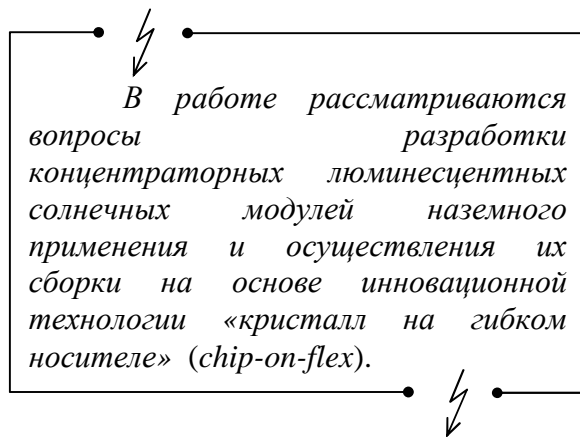 В работе рассматриваются
вопросы разработки
концентраторных люминесцентных
солнечных модулей наземного
применения и осуществления их
сборки на основе инновационной
технологии «кристалл на гибком
носителе» (chip-on-flex).